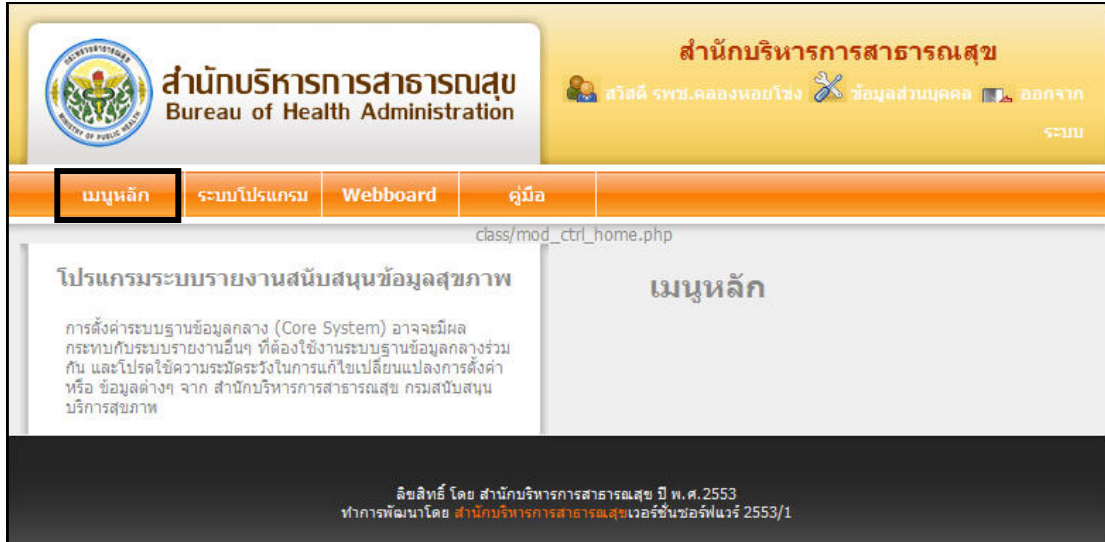 สำนักบริหารการสาธารณสุข
Bureau of Health Administration
สำนักบริหารการสาธารณสุข
สวัสดี รพช.คลองหอยโข่ง ข้อมูลส่วนบุคคล ออกจาก
ระบบ
เมนูหลัก ระบบโปรแกรม Webboard คู่มือ
class/mod_ctrl_home.php
โปรแกรมระบบรายงานสนับสนุนข้อมูลสุขภาพ
การตั้งค่าระบบฐานข้อมูลกลาง (Core System) อาจจะมีผล
กระทบกับระบบรายงานอื่นๆ ที่ต้องใช้งานระบบฐานข้อมูลกลางร่วม
กัน และโปรดใช้ความระมัดระวังในการแก้ไขเปลี่ยนแปลงการตั้งค่า
หรือ ข้อมูลต่างๆ จาก สำนักบริหารการสาธารณสุข กรมสนับสนุน
บริการสุขภาพ
เมนูหลัก
ลิขสิทธิ์ โดย สำนักบริหารการสาธารณสุข ปี พ.ศ.2553
ทำการพัฒนาโดย สำนักบริหารการสาธารณสุขเวอร์ชั่นซอร์ฟแวร์ 2553/1